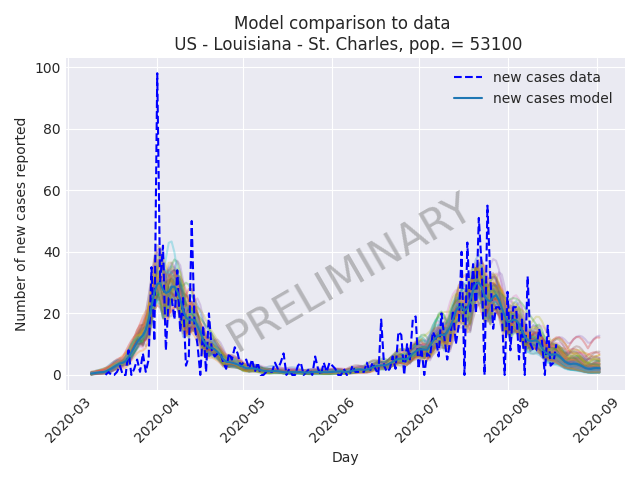 Model comparison to data
US - Louisiana - St. Charles, pop. = 53100
new cases data
new cases model
Number of new cases reported
100
80
60
40
20
0
PRELIMINARY
2020-03
2020-04
2020-05
2020-06
2020-07
2020-08
2020-09
Day